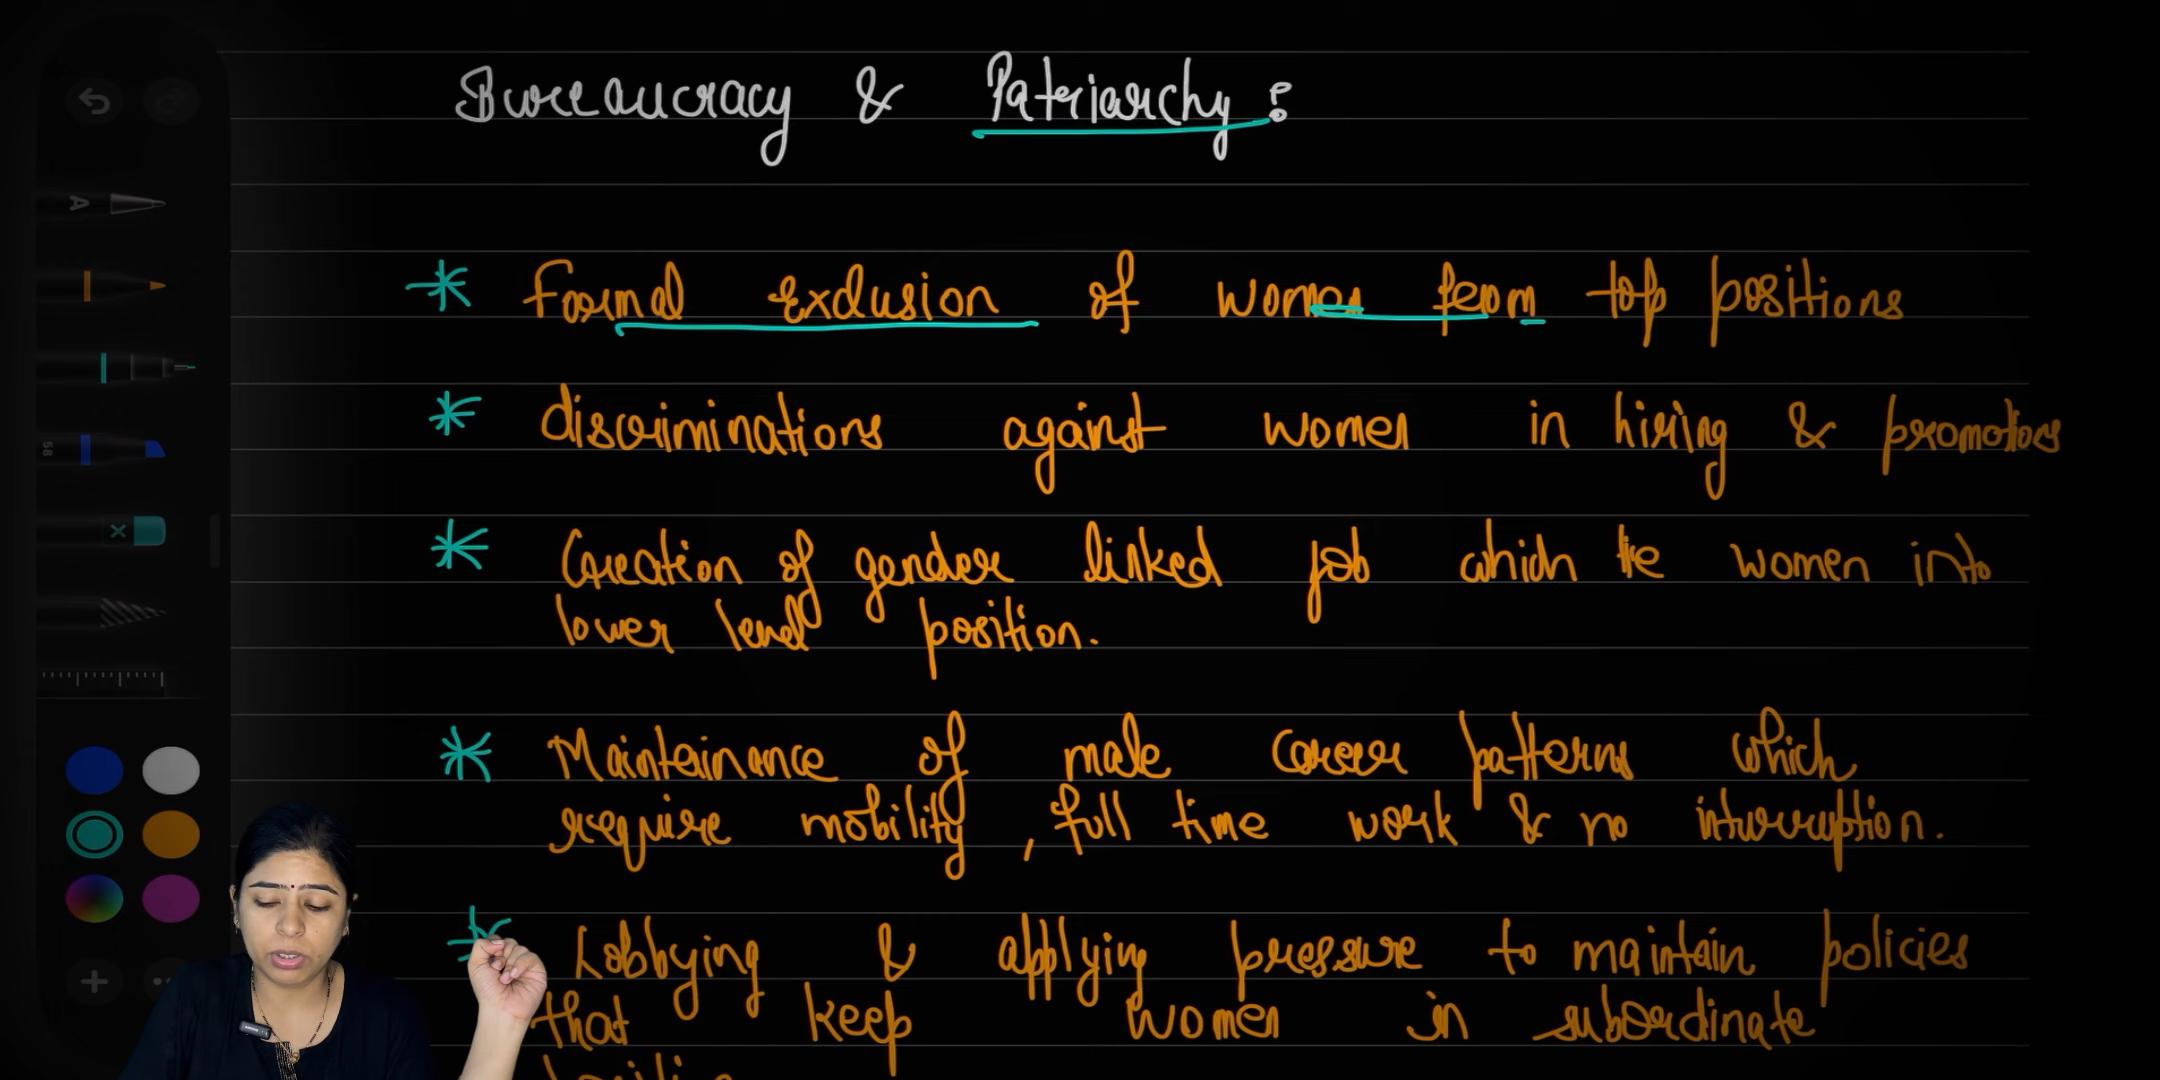 Bureaucracy & Patriarchy :
* Formal exclusion of women from top positions
* discriminations against women in hiring & promotions
* Creation of gender linked job which tie women into
lower level position.
* Mainteinance of male career patterns which
require mobility, full time work & no interruption.
* Lobbying & applying pressure to maintain policies
that keep women in subordinate